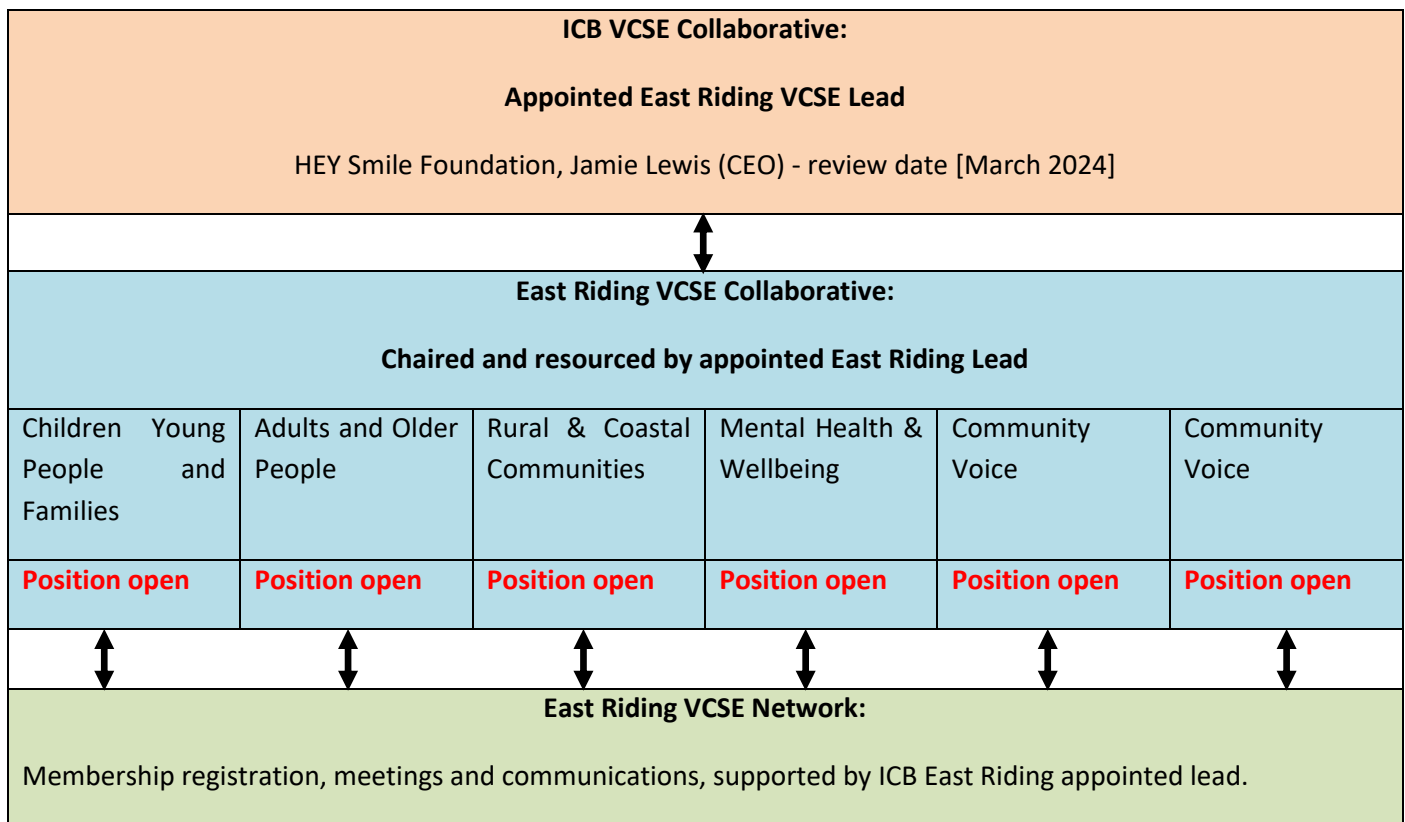 ICB VCSE Collaborative:
Appointed East Riding VCSE Lead
HEY Smile Foundation, Jamie Lewis (CEO) - review date [March 2024]
East Riding VCSE Collaborative:
Chaired and resourced by appointed East Riding Lead
Children Young
People and
Families
Adults and Older
People
Rural & Coastal
Communities
Mental Health &
Wellbeing
Community
Voice
Community
Voice
Position open
Position open
Position open
Position open
Position open
Position open
East Riding VCSE Network:
Membership registration, meetings and communications, supported by ICB East Riding appointed lead.